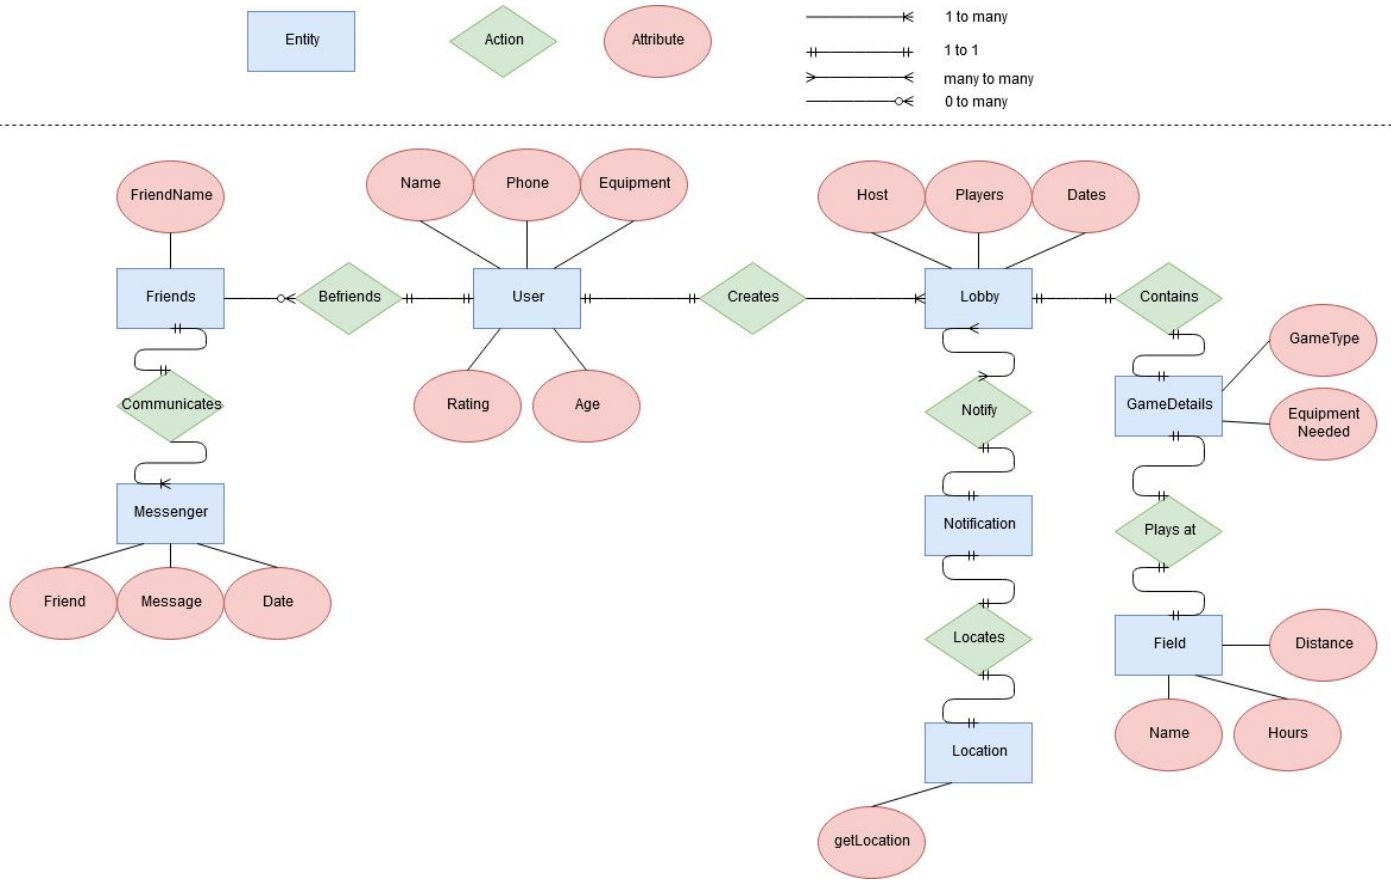 Entity
Action
Attribute
1 to many
1 to 1
many to many
0 to many
FriendName
Name
Phone
Equipment
Host
Players
Dates
Friends
Befriends
User
Creates
Lobby
Contains
GameType
Communicates
Rating
Age
Notify
GameDetails
Equipment
Needed
Messenger
Notification
Plays at
Friend
Message
Date
Locates
Field
Distance
Name
Hours
Location
getLocation